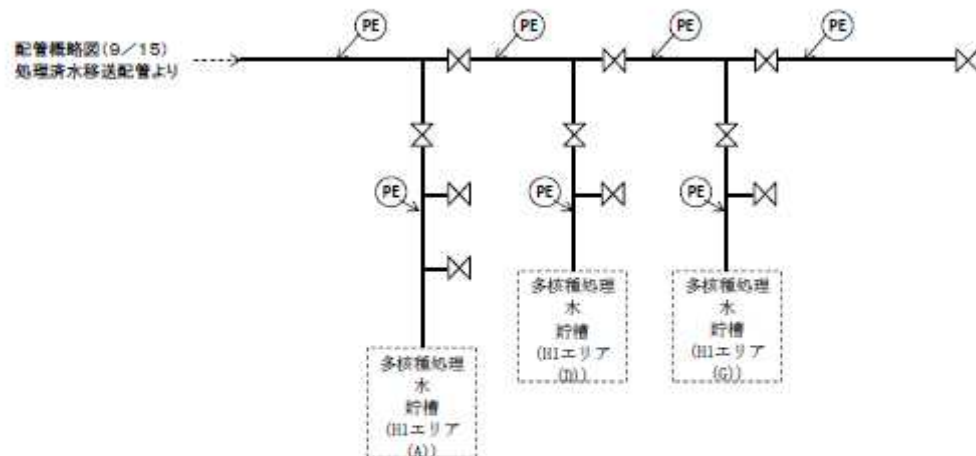 PE
PE
PE
PE
配管概略図(9/15)
処理済水移送配管より
PE
PE
PE
多核種処理
水
貯槽
(H1エリア
(D))
多核種処理
水
貯槽
(H1エリア
(G))
多核種処理
水
貯槽
(H1エリア
(A))